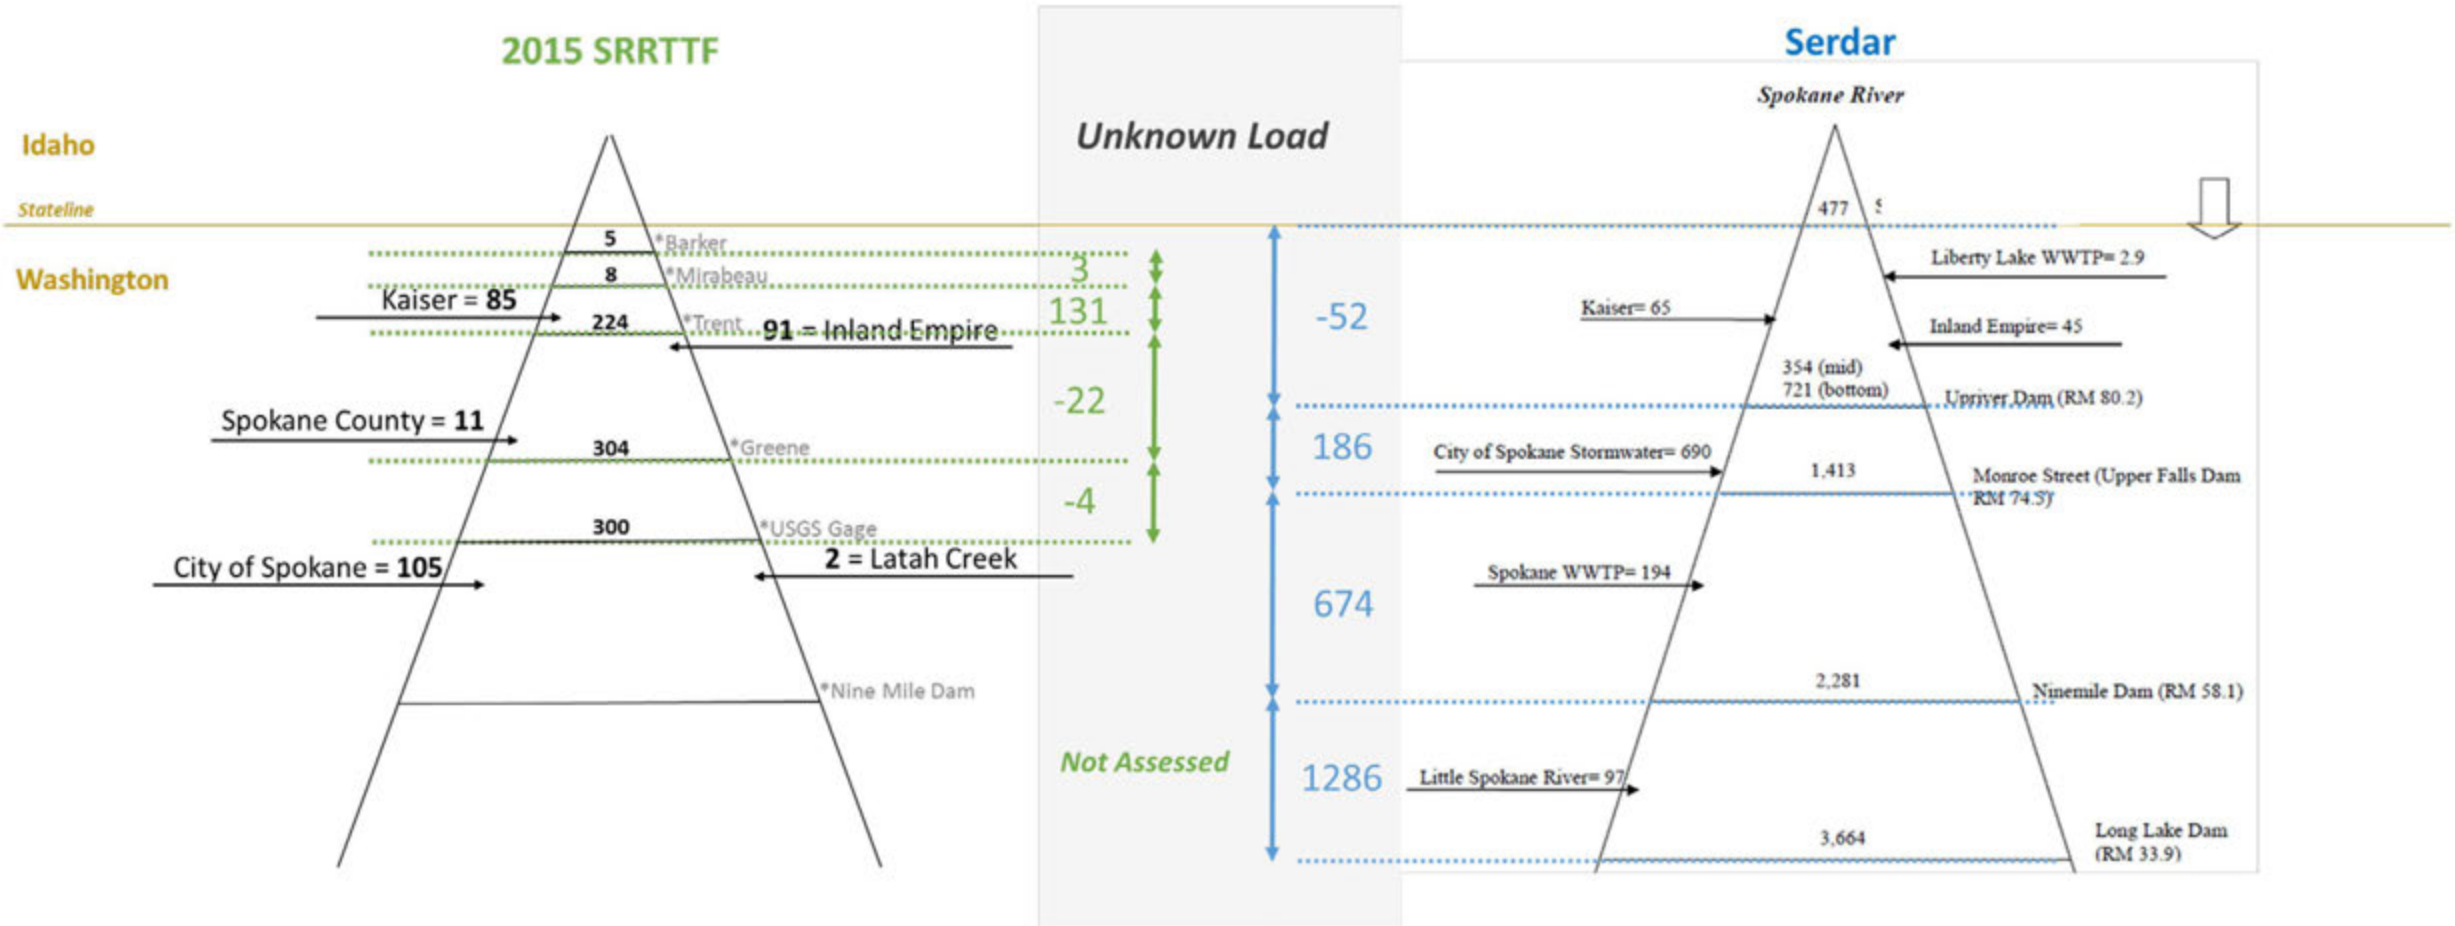 2015 SRRTTF
Serdar
Spokane River
Unknown Load
Idaho
Stateline
Washington
5
*Barker
8
*Mirabeau
Kaiser = 85
224
*Trent
91 = Inland Empire
Spokane County = 11
304
*Greene
300
*USGS Gage
City of Spokane = 105
2 = Latah Creek
*Nine Mile Dam
3
131
-22
-4
Not Assessed
-52
186
674
1286
477
Liberty Lake WWTP= 2.9
Kaiser= 65
Inland Empire= 45
354 (mid)
721 (bottom)
Upriver Dam (RM 80.2)
City of Spokane Stormwater= 690
1,413
Monroe Street (Upper Falls Dam
RM 74.5)
Spokane WWTP= 194
2,281
Ninemile Dam (RM 58.1)
Little Spokane River= 97
3,664
Long Lake Dam
(RM 33.9)